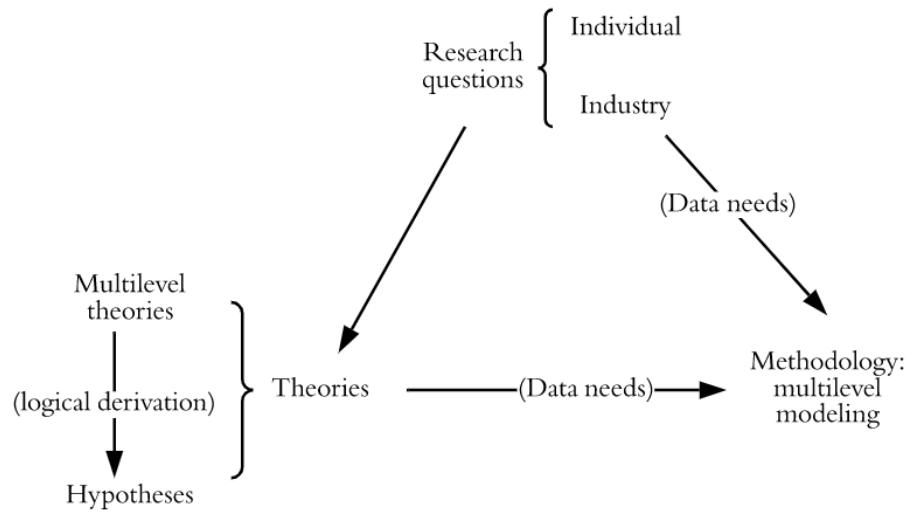 Individual
Research
questions
Industry
(Data needs)
Multilevel
theories
(logical derivation)
Hypotheses
Theories
(Data needs)
Methodology:
multilevel
modeling